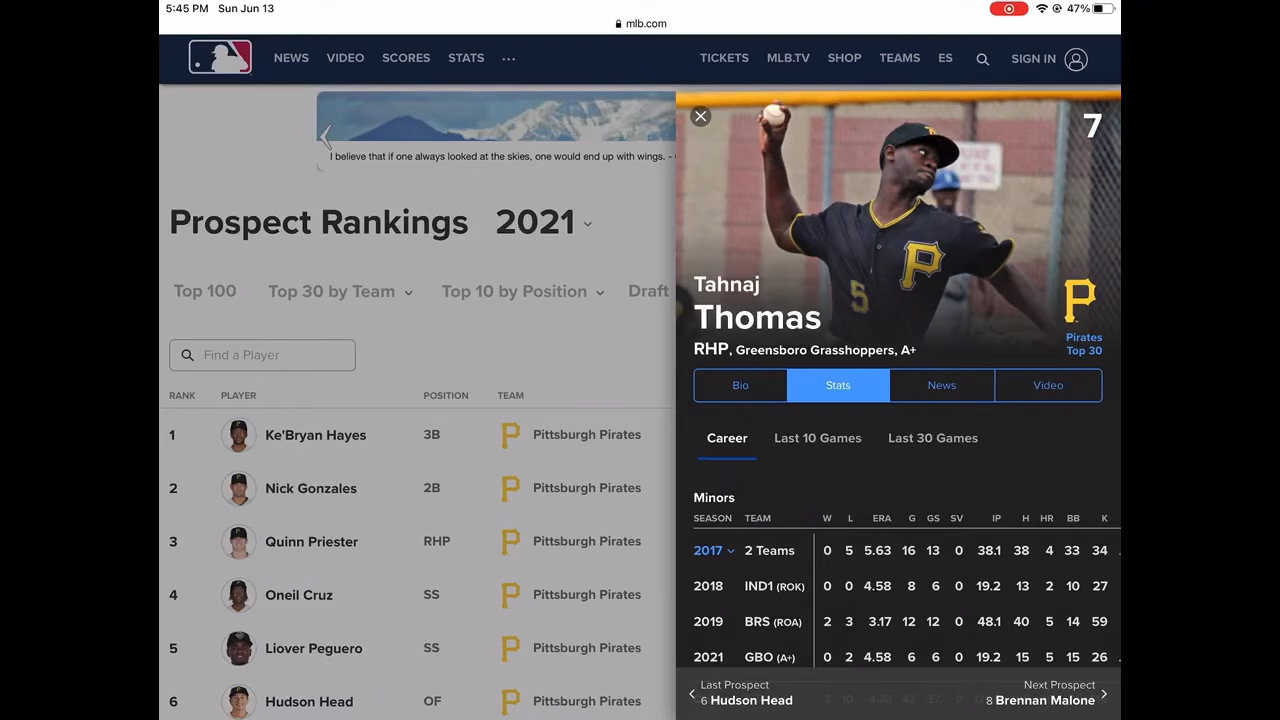 5:45 PM Sun Jun 13
47%
mlb.com
NEWS VIDEO SCORES STATS ...
TICKETS MLB.TV SHOP TEAMS ES SIGN IN
I believe that if one always looked at the skies, one would end up with wings. -
Prospect Rankings 2021
Top 100 Top 30 by Team Top 10 by Position Draft
Find a Player
RANK PLAYER POSITION TEAM
1 Ke'Bryan Hayes 3B P Pittsburgh Pirates
2 Nick Gonzales 2B P Pittsburgh Pirates
3 Quinn Priester RHP P Pittsburgh Pirates
4 Oneil Cruz SS P Pittsburgh Pirates
5 Liover Peguero SS P Pittsburgh Pirates
6 Hudson Head OF P Pittsburgh Pirates
7
P
5
Tahnaj
Thomas
RHP, Greensboro Grasshoppers, A+
P
Pirates
Top 30
Bio Stats News Video
Career Last 10 Games Last 30 Games
Minors
SEASON TEAM W L ERA G GS SV IP H HR BB K
2017 2 Teams 0 5 5.63 16 13 0 38.1 38 4 33 34
2018 IND1 (ROK) 0 0 4.58 8 6 0 19.2 13 2 10 27
2019 BRS (ROA) 2 3 3.17 12 12 0 48.1 40 5 14 59
2021 GBO (A+) 0 2 4.58 6 6 0 19.2 15 5 15 26
Last Prospect
6 Hudson Head
Next Prospect
8 Brennan Malone